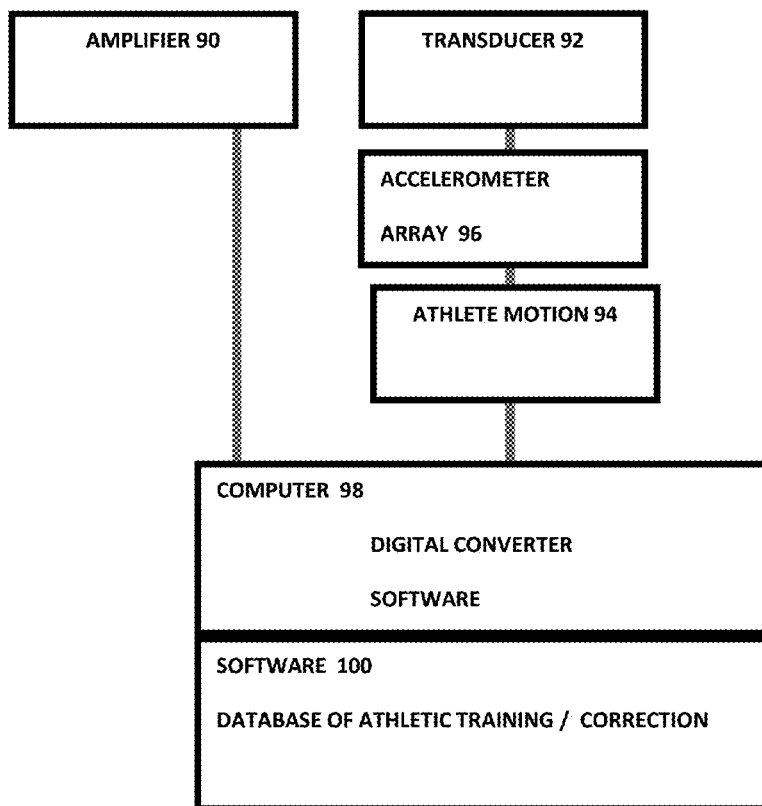 AMPLIFIER 90
TRANSDUCER 92
ACCELEROMETER
ARRAY 96
ATHLETE MOTION 94
COMPUTER 98
DIGITAL CONVERTER
SOFTWARE
SOFTWARE 100
DATABASE OF ATHLETIC TRAINING / CORRECTION